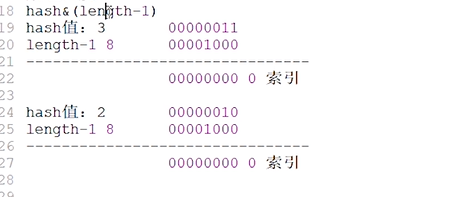 18 hash&(length-1)
19 hash值：3 00000011
20 length-1 8 00001000
21 ---------------------------------
22 00000000 0 索引
23
24 hash值：2 00000010
25 length-1 8 00001000
26 ---------------------------------
27 00000000 0 索引
28
29